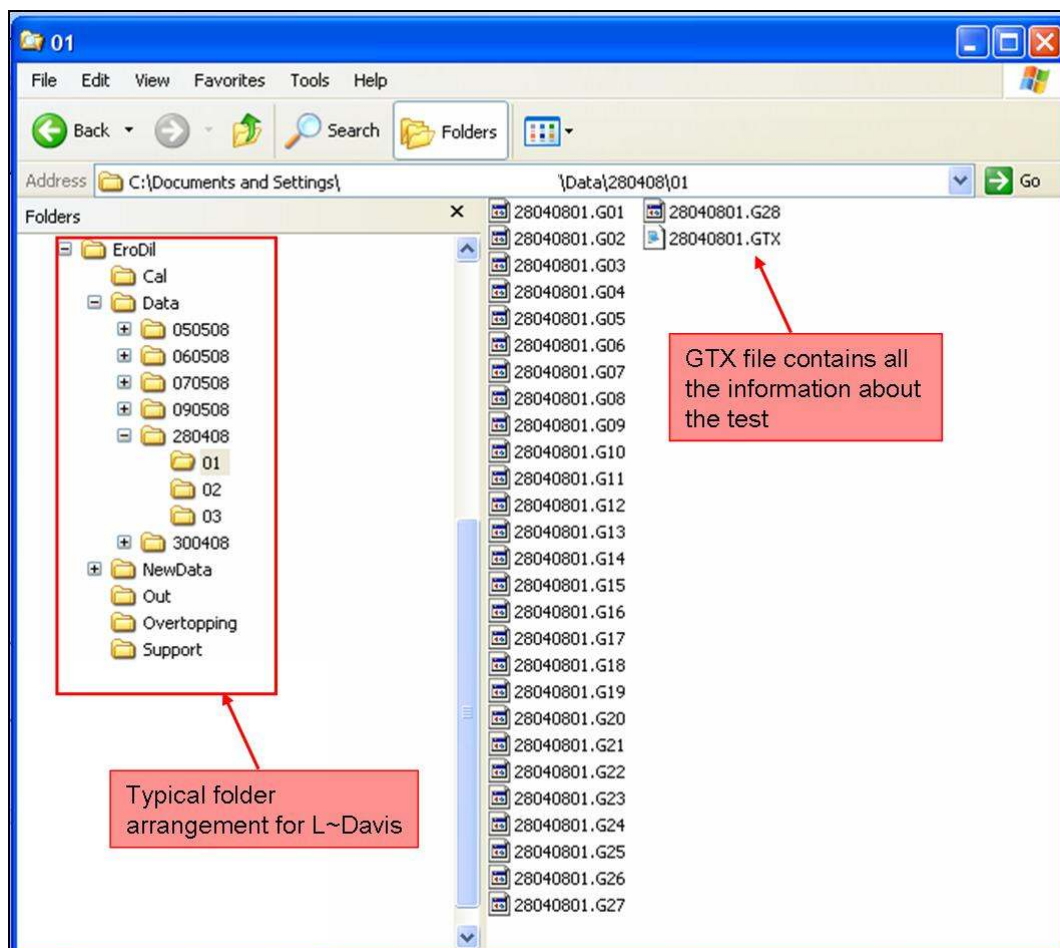 01
File Edit View Favorites Tools Help
Back Search Folders
Address C:\Documents and Settings\ \Data\280408\01 Go
Folders
EroDil
Cal
Data
050508
060508
070508
090508
280408
01
02
03
300408
NewData
Out
Overtopping
Support
Typical folder
arrangement for L~Davis
28040801.G01
28040801.G02
28040801.G03
28040801.G04
28040801.G05
28040801.G06
28040801.G07
28040801.G08
28040801.G09
28040801.G10
28040801.G11
28040801.G12
28040801.G13
28040801.G14
28040801.G15
28040801.G16
28040801.G17
28040801.G18
28040801.G19
28040801.G20
28040801.G21
28040801.G22
28040801.G23
28040801.G24
28040801.G25
28040801.G26
28040801.G27
28040801.G28
28040801.GTX
GTX file contains all
the information about
the test